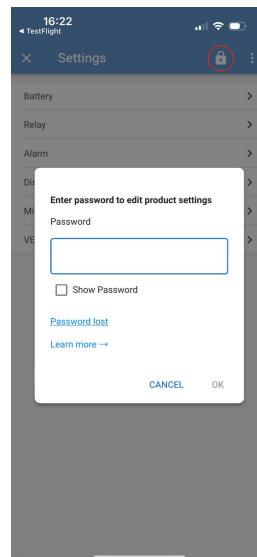 16:22
◀ TestFlight
Settings
Battery
Relay
Alarm
Dis
Mi
VE
Enter password to edit product settings
Password
Show Password
Password lost
Learn more →
CANCEL OK